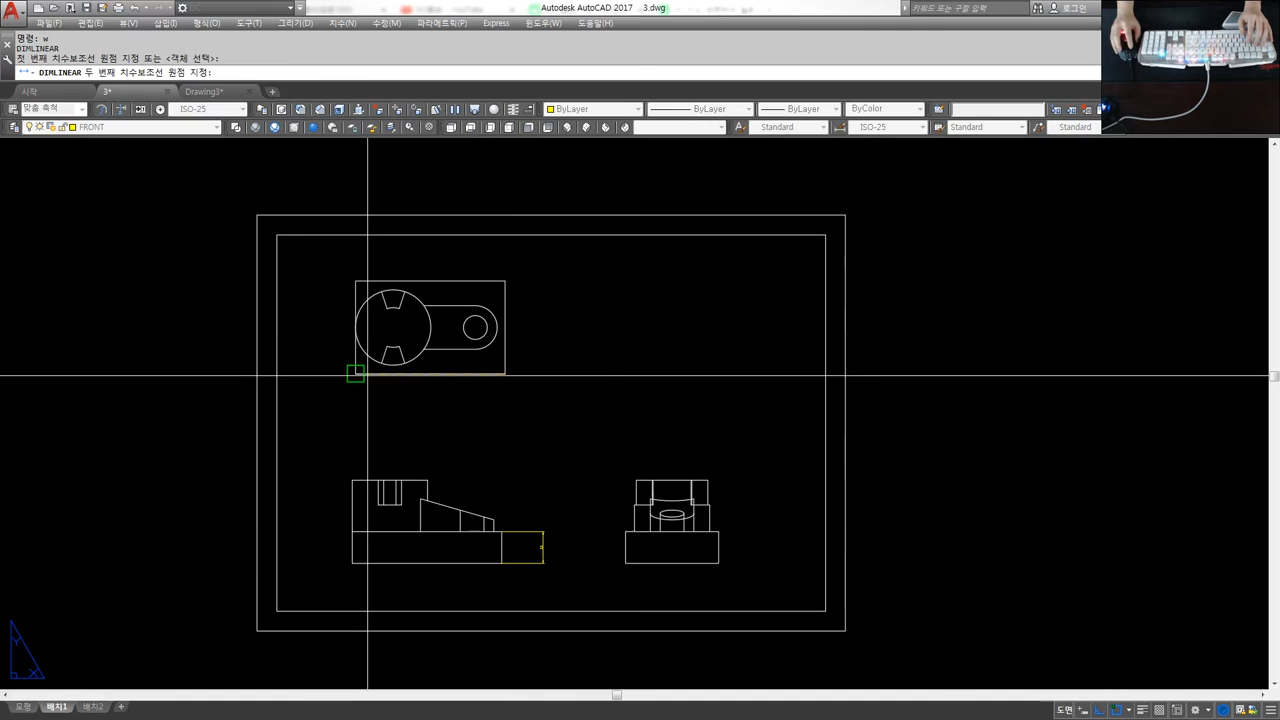 Autodesk AutoCAD 2017 3.dwg
로그인
파일(F) 편집(E) 뷰(V) 삽입(I) 형식(O) 도구(T) 그리기(D) 치수(N) 수정(M) 파라메트릭(P) Express 윈도우(W) 도움말(H)
명령: w
DIMLINEAR
첫 번째 치수보조선 원점 지정 또는 <객체 선택>:
DIMLINEAR 두 번째 치수보조선 원점 지정:
시작 3* Drawing3*
맞춤 축척 ISO-25 ByLayer ByLayer ByLayer ByColor
FRONT Standard ISO-25 Standard Standard
Y
X
모형 배치1 배치2
도면